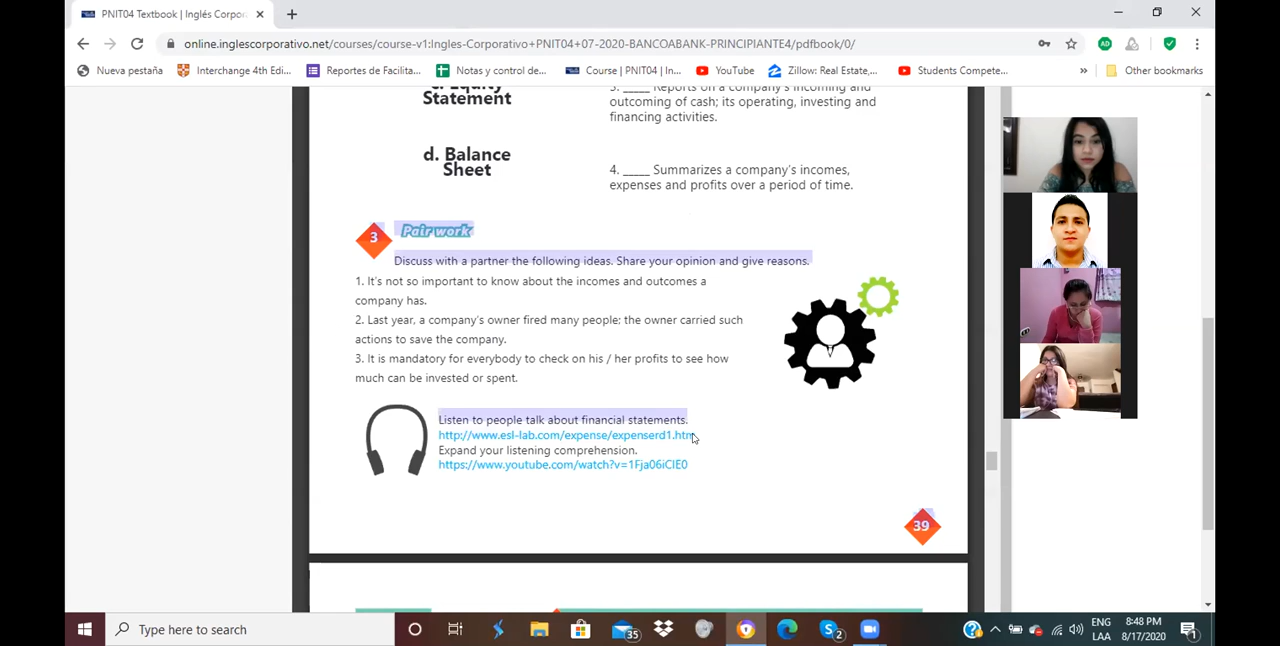 PNIT04 Textbook | Inglés Corpora
online.inglescorporativo.net/courses/course-v1:Ingles-Corporativo+PNIT04+07-2020-BANCOABANK-PRINCIPIANTE4/pdfbook/0/
Nueva pestaña
Interchange 4th Edi...
Reportes de Facilita...
Notas y control de...
Course | PNIT04 | In...
YouTube
Zillow: Real Estate,...
Students Compete...
»
Other bookmarks
c. Equity
Statement
3. _____ Reports on a company's incoming and
outcoming of cash; its operating, investing and
financing activities.
d. Balance
Sheet
4. _____ Summarizes a company's incomes,
expenses and profits over a period of time.
3
Pair work
Discuss with a partner the following ideas. Share your opinion and give reasons.
1. It's not so important to know about the incomes and outcomes a
company has.
2. Last year, a company's owner fired many people; the owner carried such
actions to save the company.
3. It is mandatory for everybody to check on his / her profits to see how
much can be invested or spent.
Listen to people talk about financial statements.
http://www.esl-lab.com/expense/expenserd1.htm
Expand your listening comprehension.
https://www.youtube.com/watch?v=1Fja06iClE0
39
Type here to search
35
2
ENG
LAA
8:48 PM
8/17/2020
1